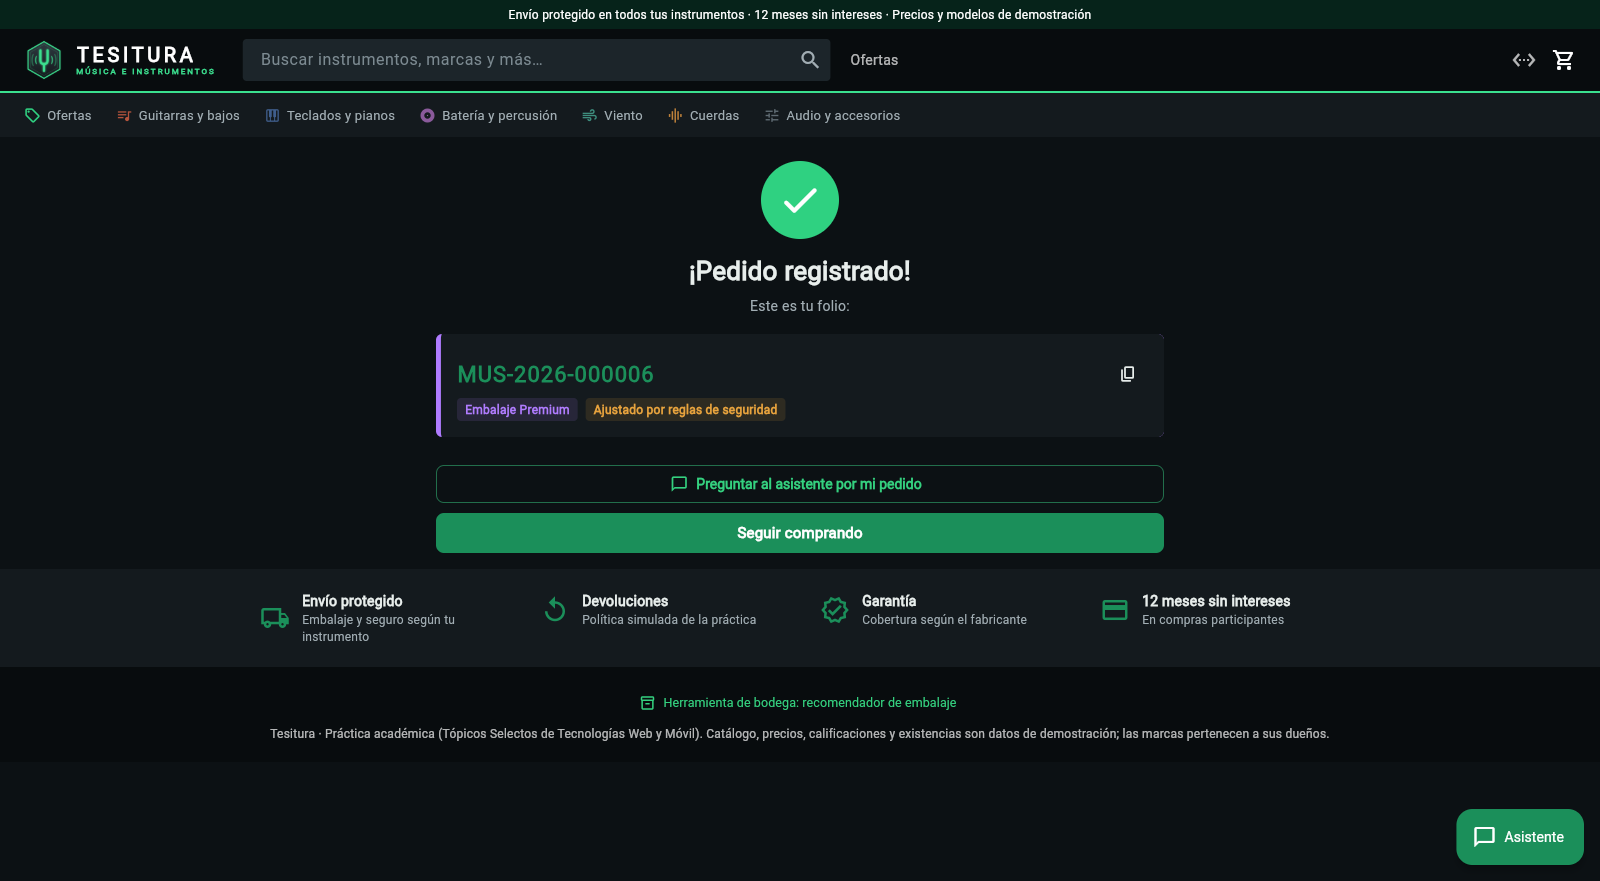 Envío protegido en todos tus instrumentos · 12 meses sin intereses · Precios y modelos de demostración
TESITURA
MÚSICA E INSTRUMENTOS
Buscar instrumentos, marcas y más…
Ofertas
Ofertas
Guitarras y bajos
Teclados y pianos
Batería y percusión
Viento
Cuerdas
Audio y accesorios
¡Pedido registrado!
Este es tu folio:
MUS-2026-000006
Embalaje Premium
Ajustado por reglas de seguridad
Preguntar al asistente por mi pedido
Seguir comprando
Envío protegido
Embalaje y seguro según tu
instrumento
Devoluciones
Política simulada de la práctica
Garantía
Cobertura según el fabricante
12 meses sin intereses
En compras participantes
Herramienta de bodega: recomendador de embalaje
Tesitura · Práctica académica (Tópicos Selectos de Tecnologías Web y Móvil). Catálogo, precios, calificaciones y existencias son datos de demostración; las marcas pertenecen a sus dueños.
Asistente